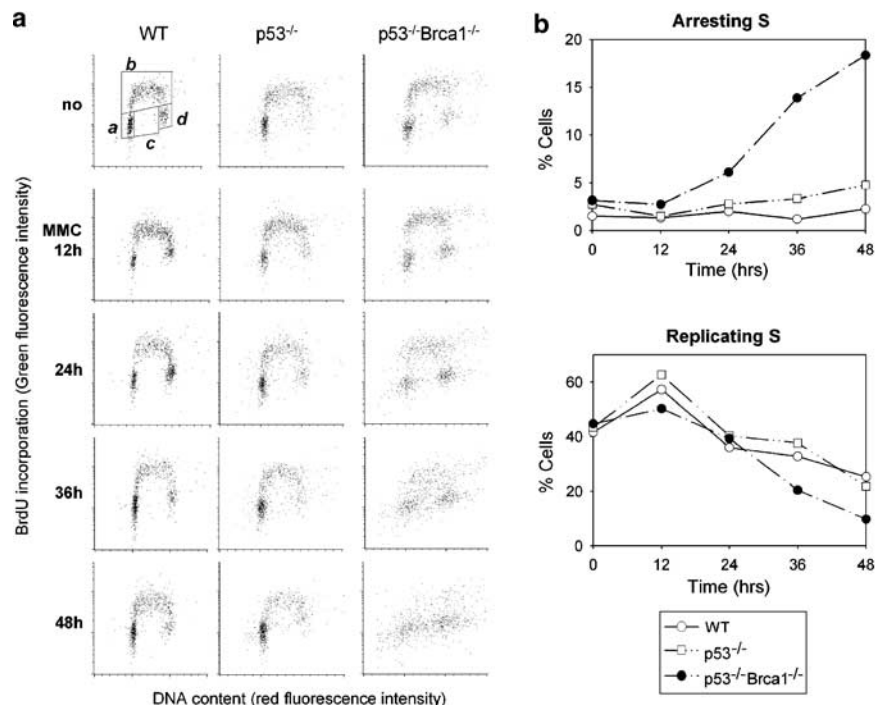 a
WT p53-/- p53-/-Brca1-/-
no
b
a
d
c
MMC
12h
24h
36h
48h
BrdU incorporation (Green fluorescence intensity)
DNA content (red fluorescence intensity)
b
Arresting S
% Cells
20
15
10
5
0
0 12 24 36 48
Time (hrs)
Replicating S
% Cells
60
40
20
0
0 12 24 36 48
Time (hrs)
WT
p53-/-
p53-/-Brca1-/-